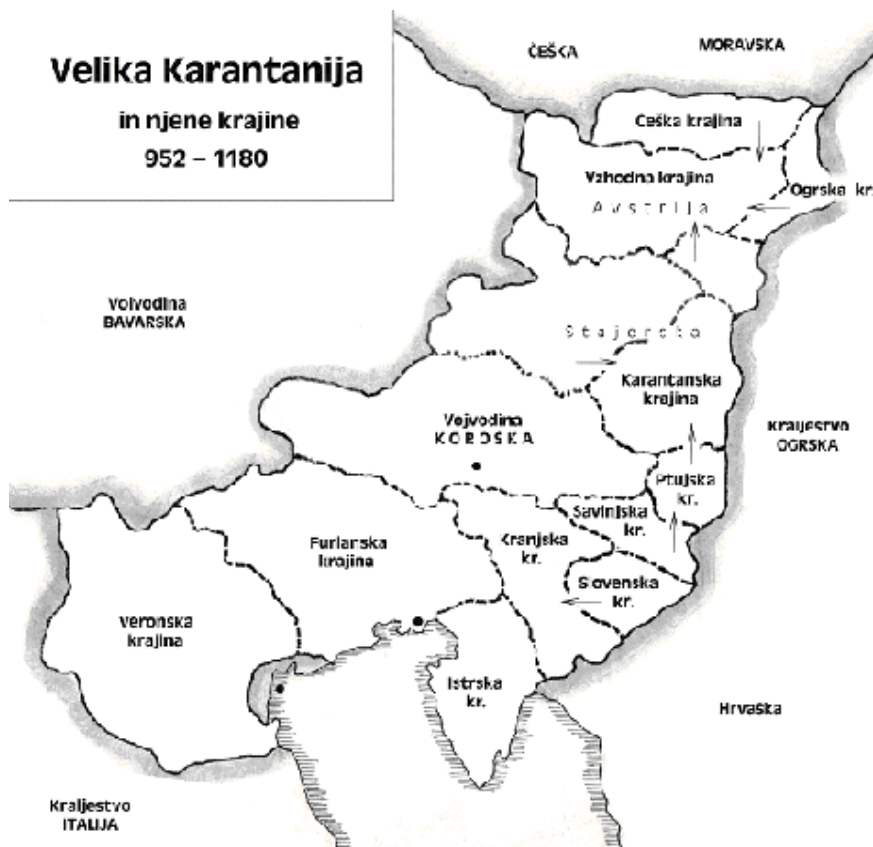 Velika Karantanija
in njene krajine
952 – 1180
ČEŠKA
MORAVSKA
Češka krajina
Vzhodna krajina
Avstrija
Ogrska kr.
Vojvodina
BAVARSKA
Štajerska
Karantanska
krajina
Vojvodina
KOROŠKA
Kraljestvo
OGRSKA
Ptujska
kr.
Savinjska
kr.
Kranjska
kr.
Furlanska
krajina
Slovenska
kr.
Veronska
krajina
Istrska
kr.
Hrvaška
Kraljestvo
ITALIJA